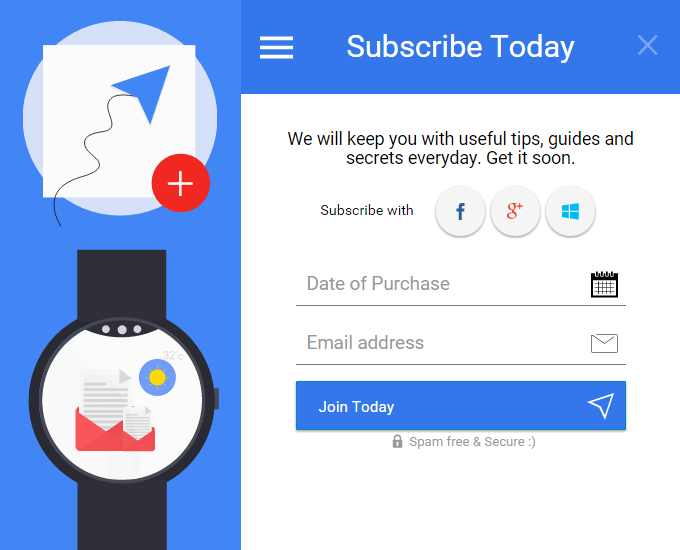 Subscribe Today
We will keep you with useful tips, guides and
secrets everyday. Get it soon.
Subscribe with
f
g+
Date of Purchase
Email address
Join Today
Spam free & Secure :)
32°c